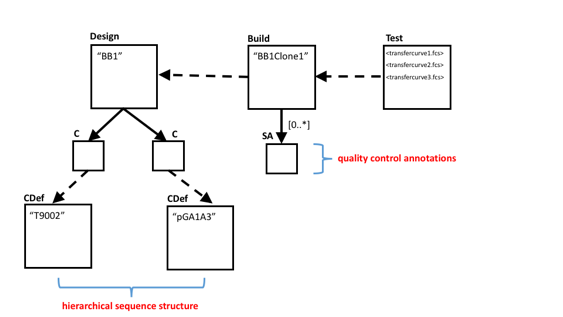 Design
Build
Test
"BB1"
"BB1Clone1"
<transfercurve1.fcs>
<transfercurve2.fcs>
<transfercurve3.fcs>
[0..*]
C
C
SA
quality control annotations
CDef
CDef
"T9002"
"pGA1A3"
hierarchical sequence structure